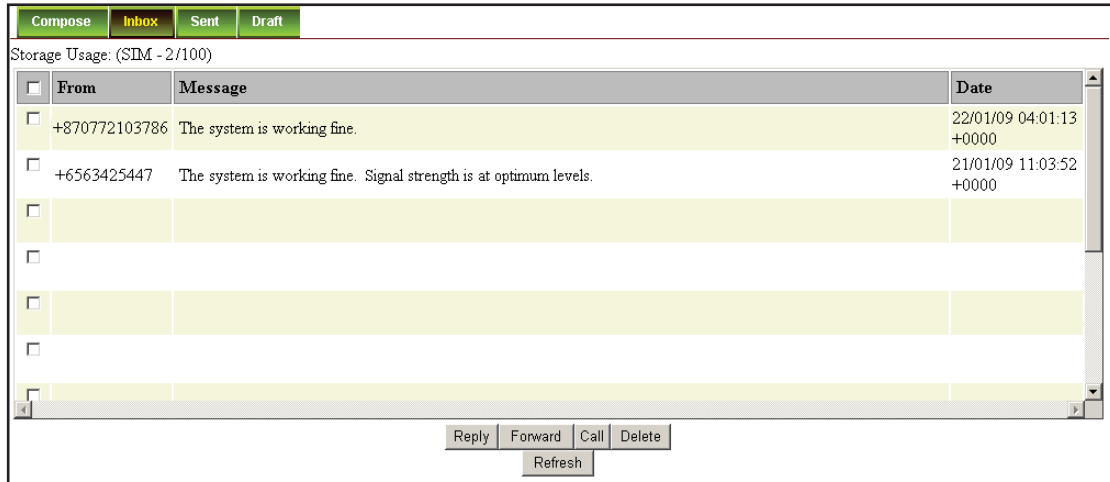 Compose Inbox Sent Draft
Storage Usage: (SIM - 2/100)
From Message Date
+870772103786 The system is working fine. 22/01/09 04:01:13
+0000
+6563425447 The system is working fine. Signal strength is at optimum levels. 21/01/09 11:03:52
+0000
Reply Forward Call Delete
Refresh